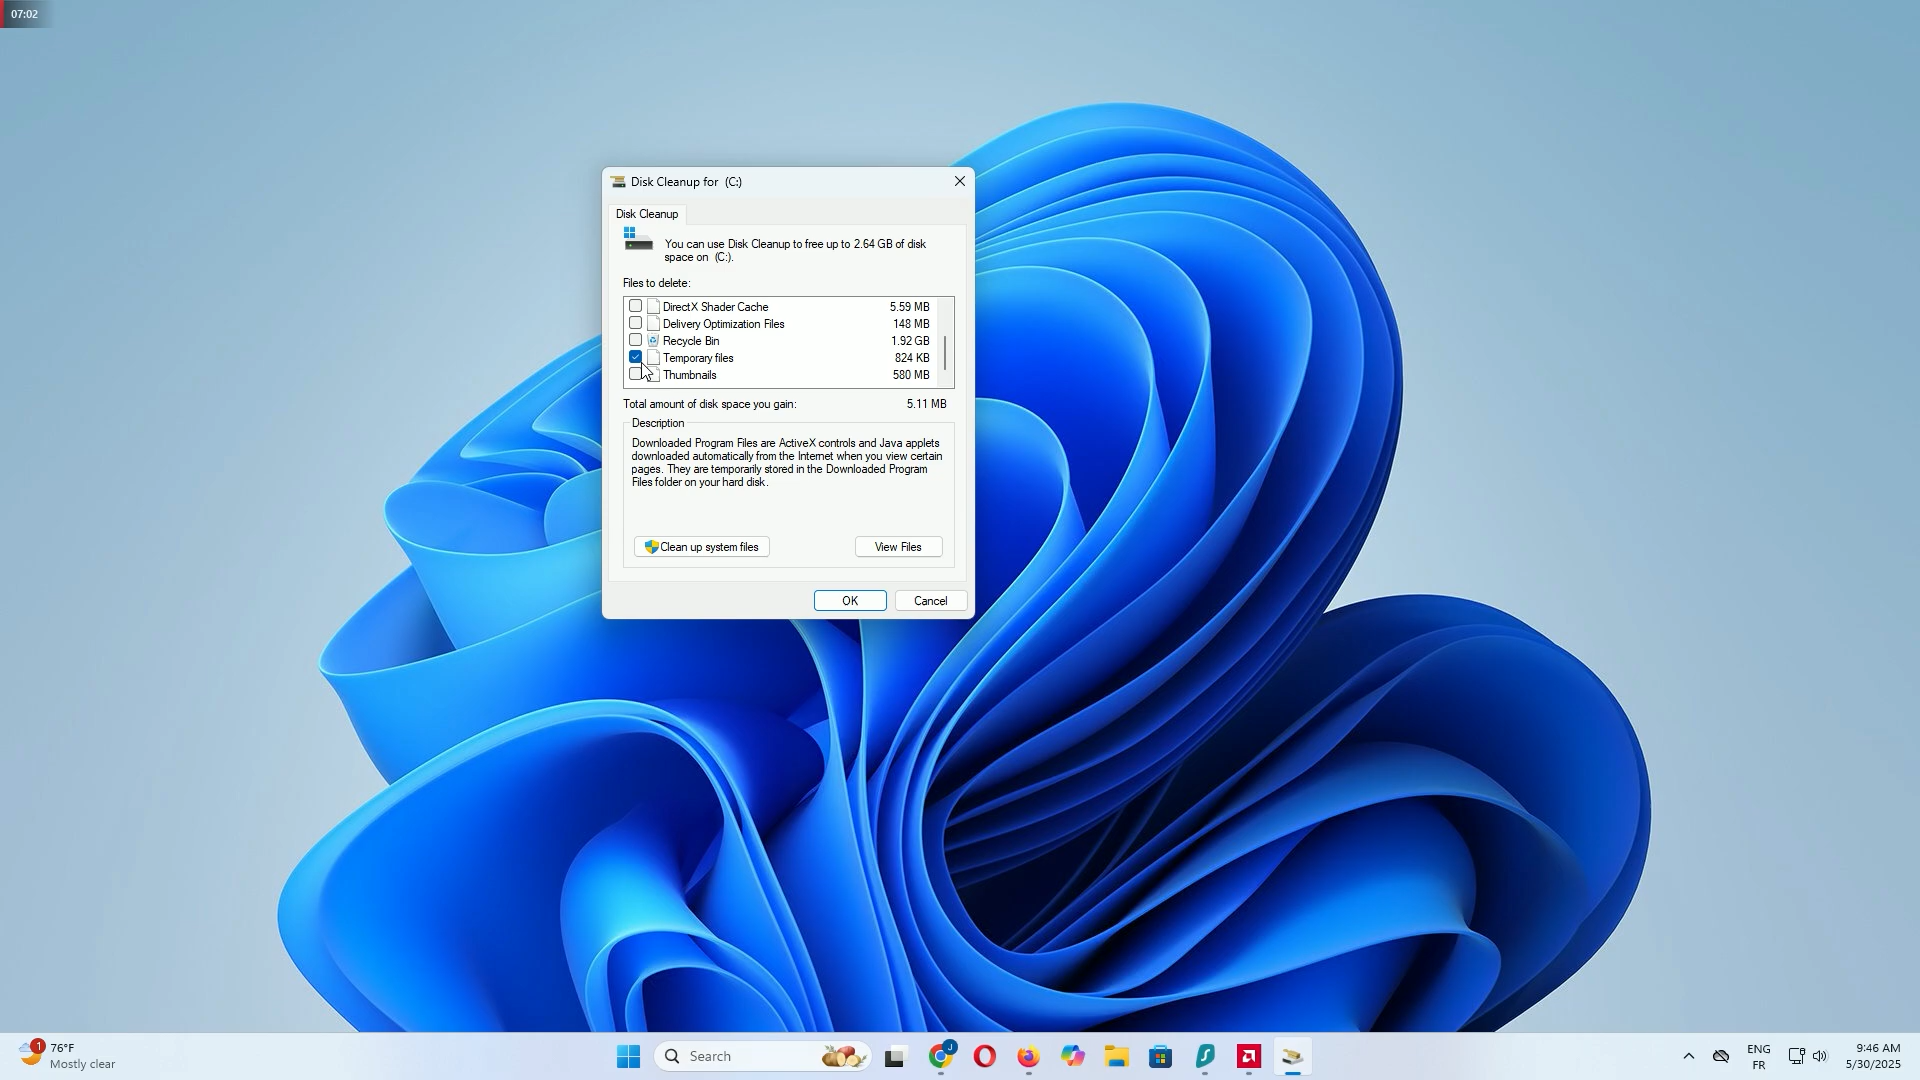 07:02
Disk Cleanup for (C:)
Disk Cleanup
You can use Disk Cleanup to free up to 2.64 GB of disk
space on (C:).
Files to delete:
DirectX Shader Cache 5.59 MB
Delivery Optimization Files 148 MB
Recycle Bin 1.92 GB
Temporary files 824 KB
Thumbnails 580 MB
Total amount of disk space you gain: 5.11 MB
Description
Downloaded Program Files are ActiveX controls and Java applets
downloaded automatically from the Internet when you view certain
pages. They are temporarily stored in the Downloaded Program
Files folder on your hard disk.
Clean up system files
View Files
OK
Cancel
1
76°F
Mostly clear
Search
J
ENG
FR
9:46 AM
5/30/2025